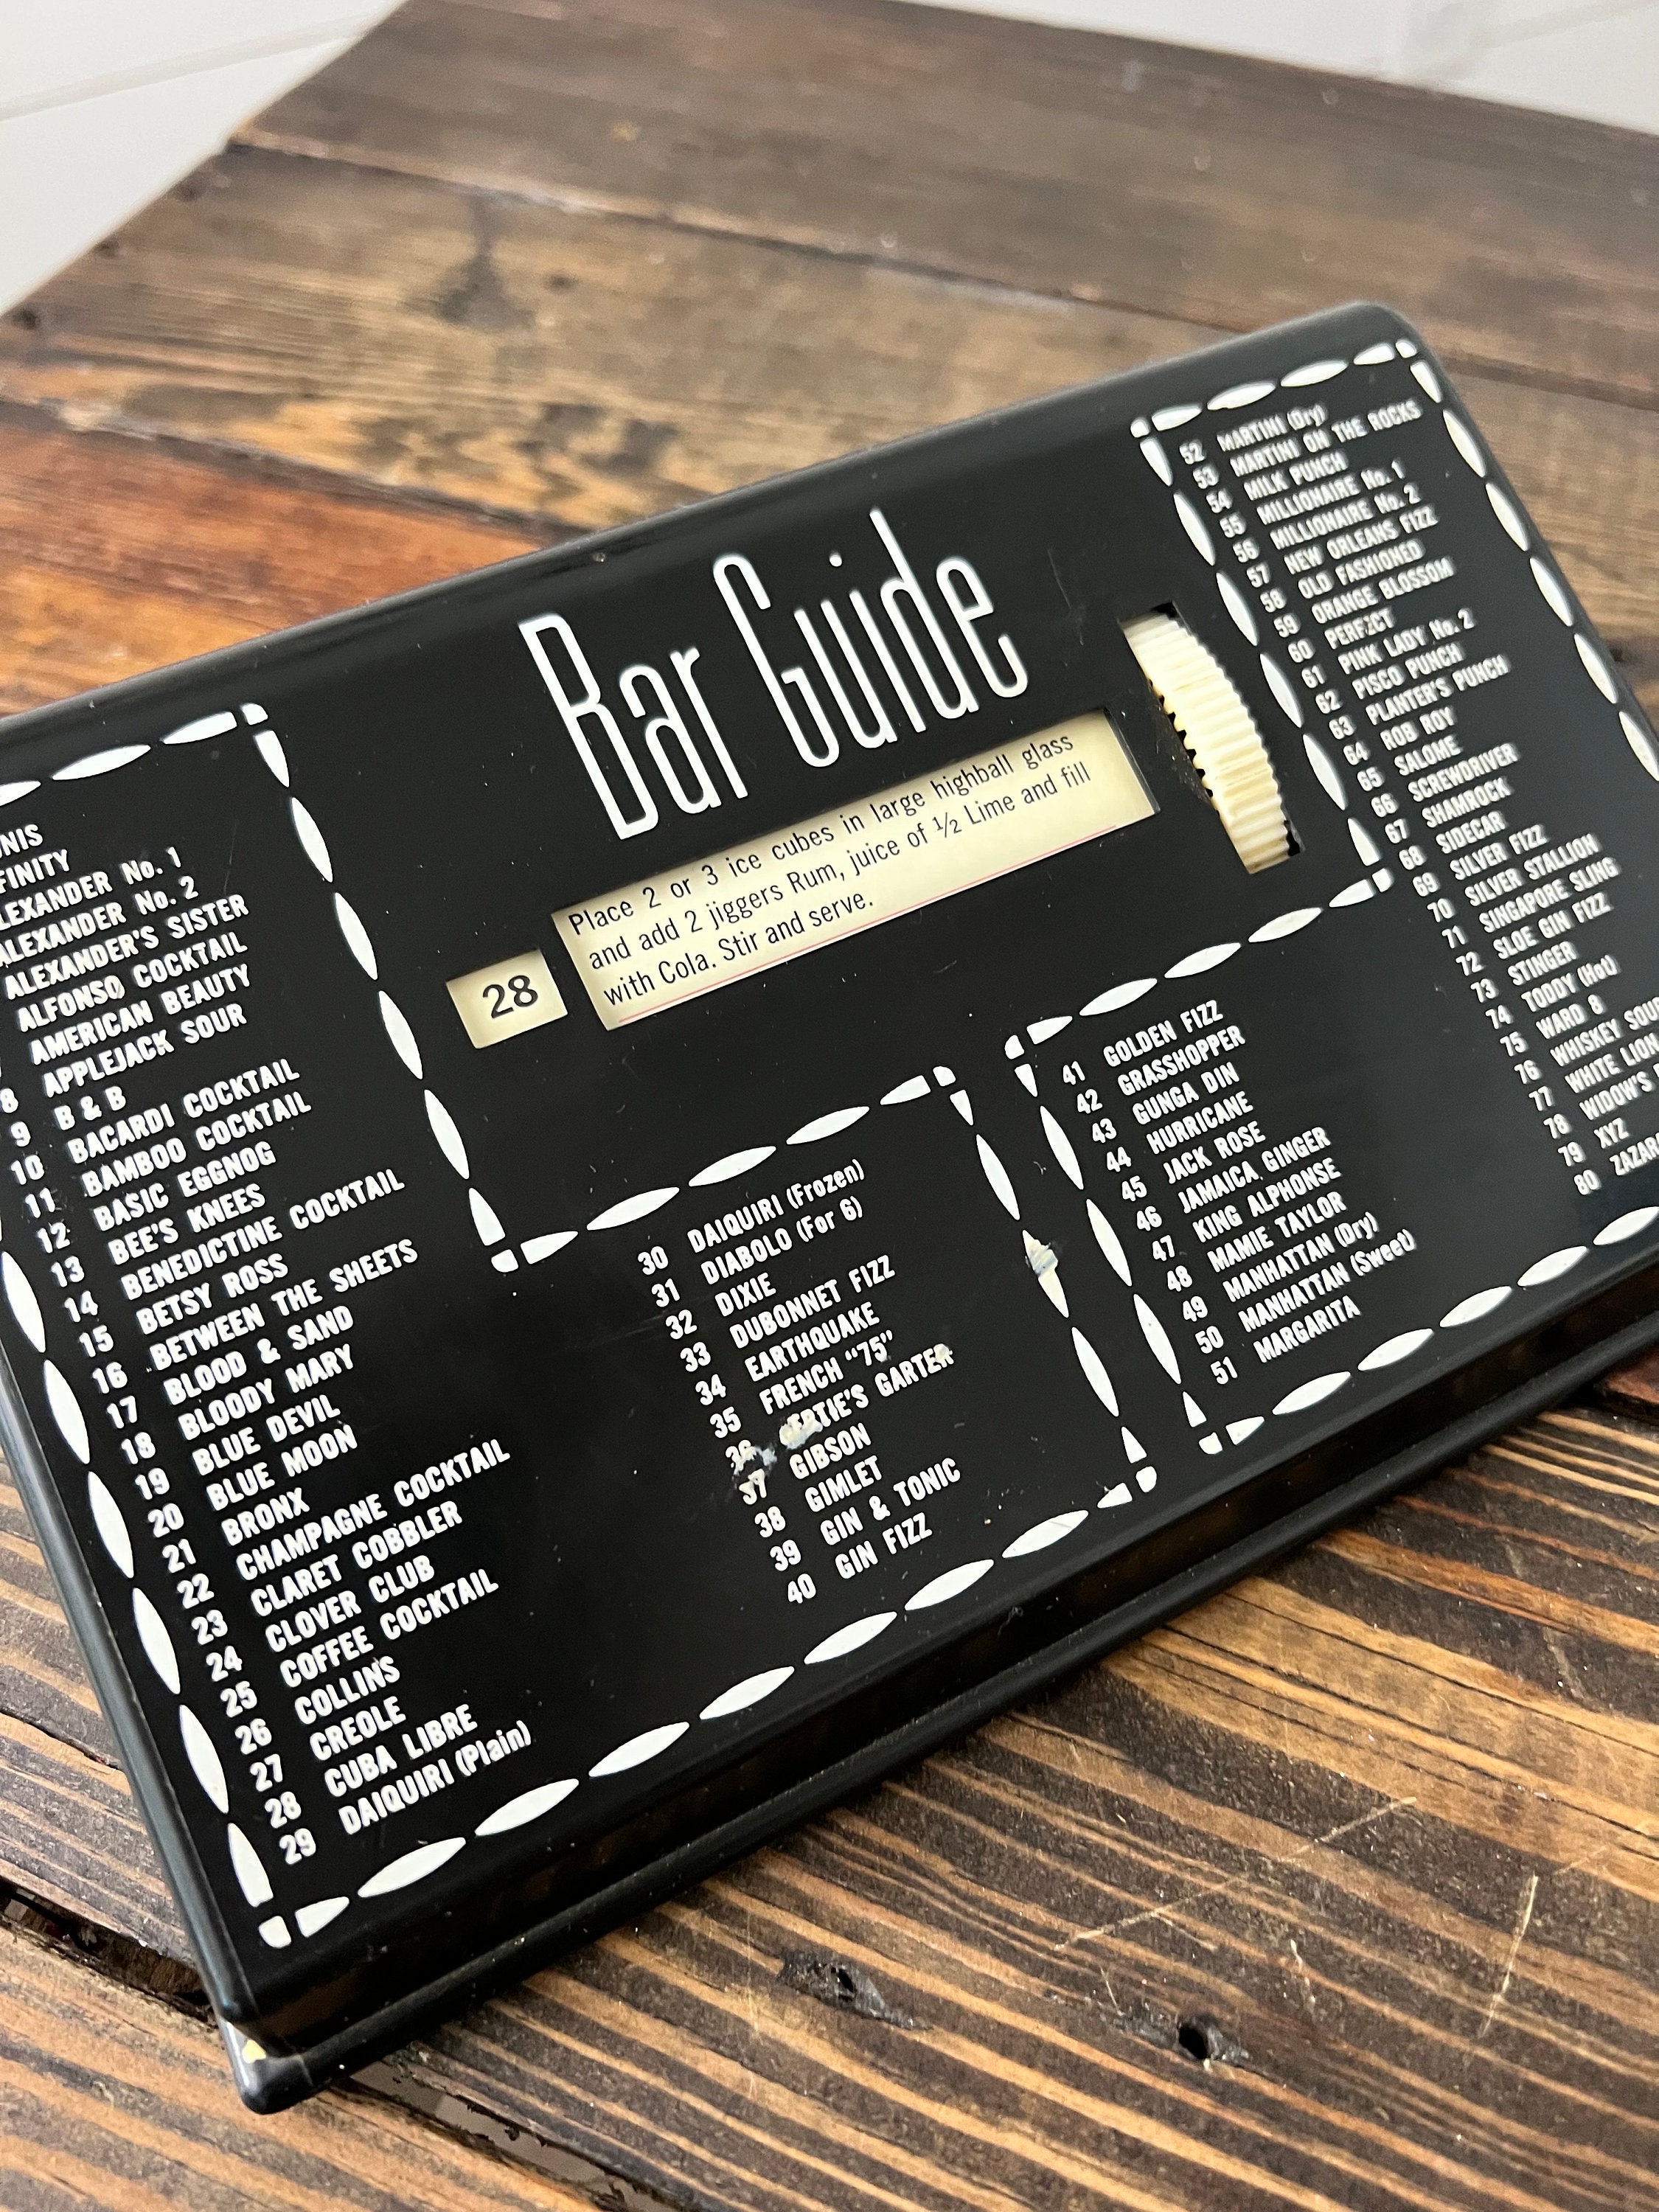 Bar Guide
28
Place 2 or 3 ice cubes in large highball glass
and add 2 jiggers Rum, juice of ½ Lime and fill
with Cola. Stir and serve.
ALEXANDER No. 2
ALEXANDER'S SISTER
ALFONSO COCKTAIL
AMERICAN BEAUTY
8 APPLEJACK SOUR
9 B & B
10 BACARDI COCKTAIL
11 BAMBOO COCKTAIL
12 BASIC EGGNOG
13 BEE'S KNEES
14 BENEDICTINE COCKTAIL
15 BETSY ROSS
16 BETWEEN THE SHEETS
17 BLOOD & SAND
18 BLOODY MARY
19 BLUE DEVIL
20 BLUE MOON
21 BRONX
22 CHAMPAGNE COCKTAIL
23 CLARET COBBLER
24 CLOVER CLUB
25 COFFEE COCKTAIL
26 COLLINS
27 CREOLE
28 CUBA LIBRE
29 DAIQUIRI (Plain)
30 DAIQUIRI (Frozen)
31 DIABOLO (For 6)
32 DIXIE
33 DUBONNET FIZZ
34 EARTHQUAKE
35 FRENCH "75"
36 GERTIE'S GARTER
37 GIBSON
38 GIMLET
39 GIN & TONIC
40 GIN FIZZ
41 GOLDEN FIZZ
42 GRASSHOPPER
43 GUNGA DIN
44 HURRICANE
45 JACK ROSE
46 JAMAICA GINGER
47 KING ALPHONSE
48 MAMIE TAYLOR
49 MANHATTAN (Dry)
50 MANHATTAN (Sweet)
51 MARGARITA
52 MARTINI (Dry)
53 MARTINI ON THE ROCKS
54 MILK PUNCH
55 MILLIONAIRE No. 1
56 MILLIONAIRE No. 2
57 NEW ORLEANS FIZZ
58 OLD FASHIONED
59 ORANGE BLOSSOM
60 PERFECT
61 PINK LADY No. 2
62 PISCO PUNCH
63 PLANTER'S PUNCH
64 ROB ROY
65 SALOME
66 SCREWDRIVER
67 SHAMROCK
68 SIDECAR
69 SILVER FIZZ
70 SILVER STALLION
71 SINGAPORE SLING
72 SLOE GIN FIZZ
73 STINGER
74 TODDY (Hot)
75 WARD 8
76 WHISKEY SOUR
77 WHITE LION
78 WIDOW'S
79 XYZ
80